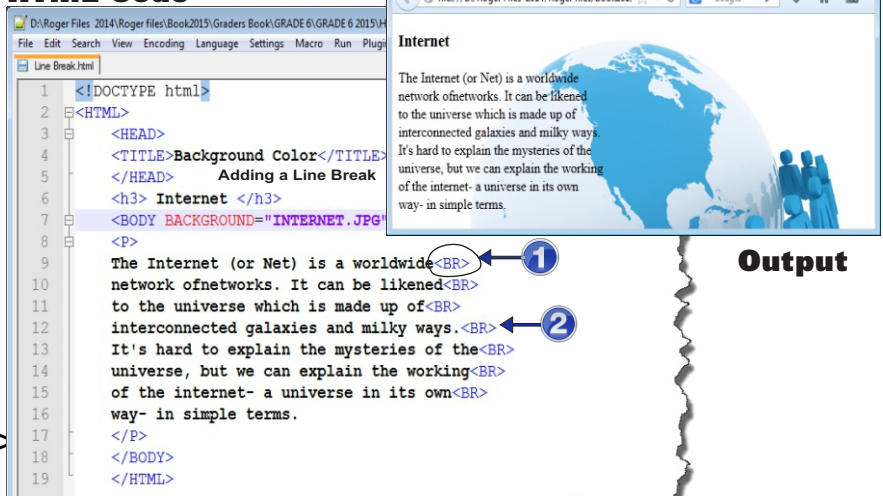 D:\Roger Files 2014\Roger files\Book2015\Graders Book\GRADE 6\GRADE 6 2015\H
File Edit Search View Encoding Language Settings Macro Run Plugi
Line Break.html
1 <!DOCTYPE html>
2 <HTML>
3 <HEAD>
4 <TITLE>Background Color</TITLE>
5 </HEAD> Adding a Line Break
6 <h3> Internet </h3>
7 <BODY BACKGROUND="INTERNET.JPG"
8 <P>
9 The Internet (or Net) is a worldwide<BR> 1
10 network ofnetworks. It can be likened<BR>
11 to the universe which is made up of<BR>
12 interconnected galaxies and milky ways.<BR> 2
13 It's hard to explain the mysteries of the<BR>
14 universe, but we can explain the working<BR>
15 of the internet- a universe in its own<BR>
16 way- in simple terms.
17 </P>
18 </BODY>
19 </HTML>
Internet
The Internet (or Net) is a worldwide
network ofnetworks. It can be likened
to the universe which is made up of
interconnected galaxies and milky ways.
It's hard to explain the mysteries of the
universe, but we can explain the working
of the internet- a universe in its own
way- in simple terms.
Output